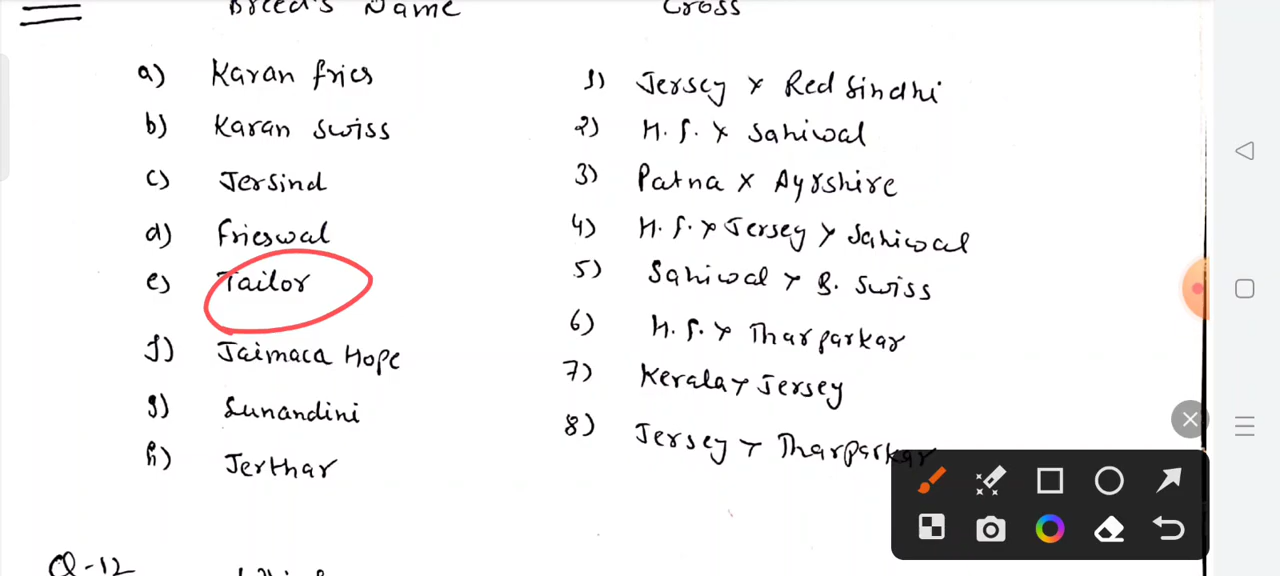 Breed's Name Cross
a) Karan fries 1) Jersey x Red Sindhi
b) Karan swiss 2) H.F. x Sahiwal
c) Jersind 3) Patna x Ayrshire
d) Frieswal 4) H.F. x Jersey x Sahiwal
e) Tailor 5) Sahiwal x B. Swiss
f) Jaimaca Hope 6) H.F. x Tharparkar
g) Sunandini 7) Kerala x Jersey
h) Jerthar 8) Jersey x Tharparkar
Q-12